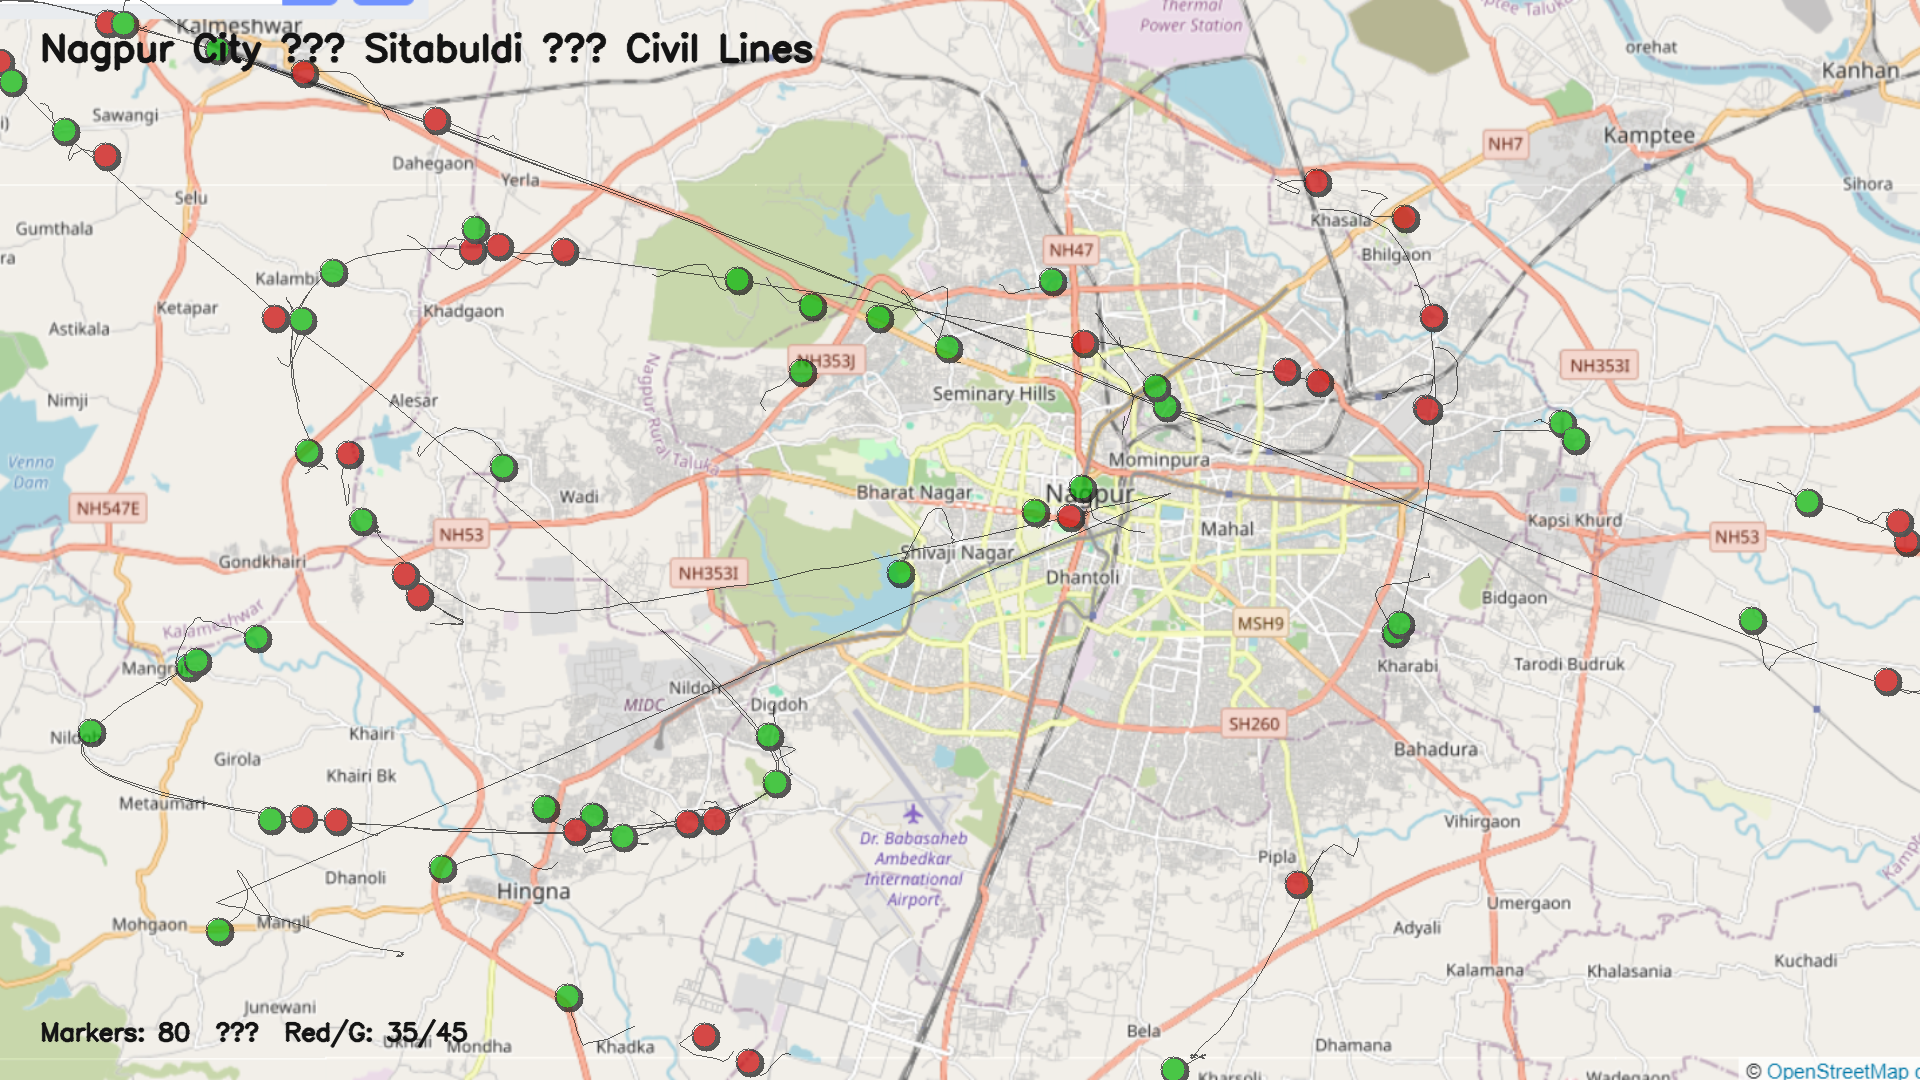 Thermal
Power Station
Kalmeshwar
Nagpur City ??? Sitabuldi ??? Civil Lines
orehat
Kanhan
Sawangi
NH7
Kamptee
Dahegaon
Yerla
Sihora
Selu
Khasala
Gumthala
NH47
Bhilgaon
Kalambi
Ketapar
Khadgaon
Astikala
NH353J
NH353I
Seminary Hills
Nimji
Alesar
Nagpur Rural Taluka
Mominpura
Venna
Dam
Wadi
Bharat Nagar
Nagpur
NH547E
Kapsi Khurd
NH53
Mahal
NH53
Shivaji Nagar
Gondkhairi
NH353I
Dhantoli
Bidgaon
Kalameshwar
MSH9
Mangr
Kharabi
Tarodi Budruk
Nildoh
MIDC
Digdoh
SH260
Nildoh
Khairi
Bahadura
Girola
Khairi Bk
Metaumari
Vihirgaon
Dr. Babasaheb
Ambedkar
International
Airport
Pipla
Dhanoli
Hingna
Umergaon
Mohgaon
Mangli
Adyali
Kuchadi
Kalamana
Khalasania
Junewani
Markers: 80 ??? Red/G: 35/45
Mondha
Khadka
Bela
Dhamana
Kharsoli
Wadegaon
© OpenStreetMap c